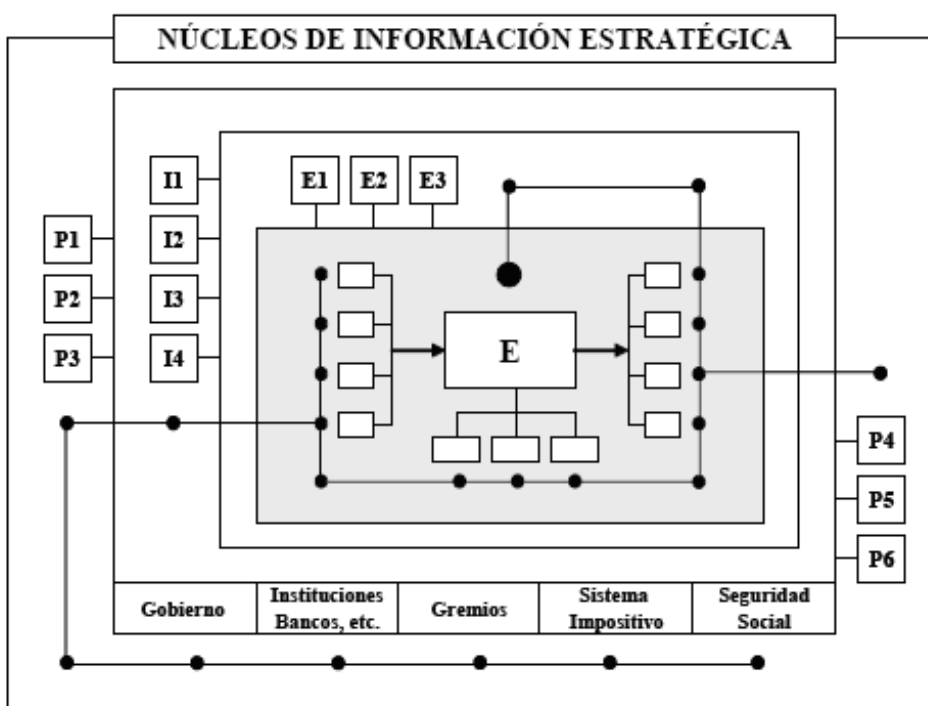 NÚCLEOS DE INFORMACIÓN ESTRATÉGICA
I1
E1 E2 E3
P1
I2
P2
I3
P3
I4
E
P4
P5
P6
Gobierno
Instituciones
Bancos, etc.
Gremios
Sistema
Impositivo
Seguridad
Social